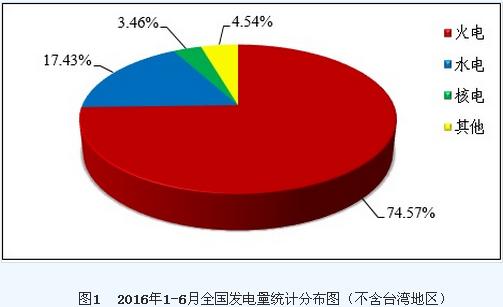 3.46%
4.54%
17.43%
74.57%
火电
水电
核电
其他
图1 2016年1-6月全国发电量统计分布图（不含台湾地区）